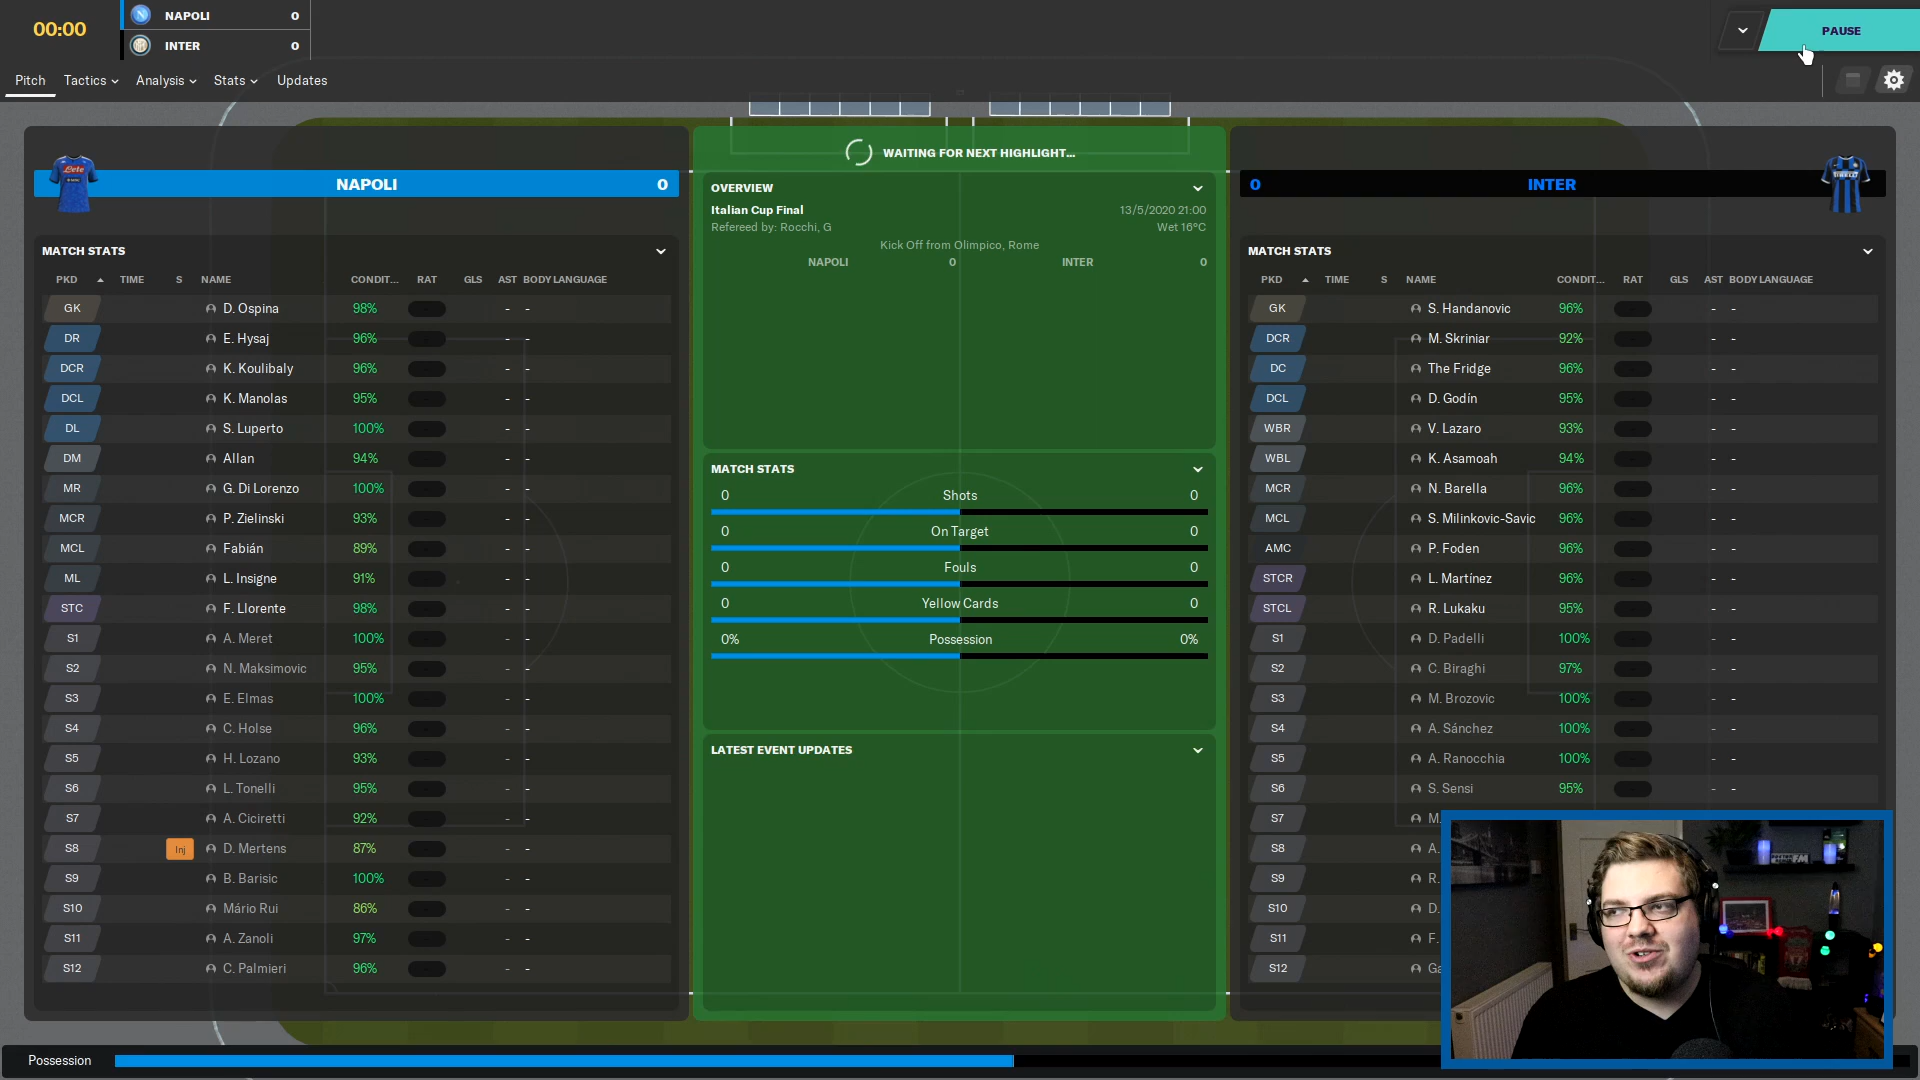 00:00
NAPOLI 0
INTER 0
PAUSE
Pitch Tactics Analysis Stats Updates
WAITING FOR NEXT HIGHLIGHT...
NAPOLI 0
MATCH STATS
PKD TIME S NAME CONDIT... RAT GLS AST BODY LANGUAGE
GK D. Ospina 98% - - -
DR E. Hysaj 96% - - -
DCR K. Koulibaly 96% - - -
DCL K. Manolas 95% - - -
DL S. Luperto 100% - - -
DM Allan 94% - - -
MR G. Di Lorenzo 100% - - -
MCR P. Zielinski 93% - - -
MCL Fabián 89% - - -
ML L. Insigne 91% - - -
STC F. Llorente 98% - - -
S1 A. Meret 100% - - -
S2 N. Maksimovic 95% - - -
S3 E. Elmas 100% - - -
S4 C. Holse 96% - - -
S5 H. Lozano 93% - - -
S6 L. Tonelli 95% - - -
S7 A. Ciciretti 92% - - -
S8 Inj D. Mertens 87% - - -
S9 B. Barisic 100% - - -
S10 Mário Rui 86% - - -
S11 A. Zanoli 97% - - -
S12 C. Palmieri 96% - - -
OVERVIEW
Italian Cup Final 13/5/2020 21:00
Refereed by: Rocchi, G Wet 16°C
Kick Off from Olimpico, Rome
NAPOLI 0 INTER 0
MATCH STATS
0 Shots 0
0 On Target 0
0 Fouls 0
0 Yellow Cards 0
0% Possession 0%
LATEST EVENT UPDATES
0 INTER
MATCH STATS
PKD TIME S NAME CONDIT... RAT GLS AST BODY LANGUAGE
GK S. Handanovic 96% - - -
DCR M. Skriniar 92% - - -
DC The Fridge 96% - - -
DCL D. Godín 95% - - -
WBR V. Lazaro 93% - - -
WBL K. Asamoah 94% - - -
MCR N. Barella 96% - - -
MCL S. Milinkovic-Savic 96% - - -
AMC P. Foden 96% - - -
STCR L. Martínez 96% - - -
STCL R. Lukaku 95% - - -
S1 D. Padelli 100% - - -
S2 C. Biraghi 97% - - -
S3 M. Brozovic 100% - - -
S4 A. Sánchez 100% - - -
S5 A. Ranocchia 100% - - -
S6 S. Sensi 95% - - -
S7 M.
S8 A.
S9 R.
S10 D.
S11 F.
S12 Ga
Possession